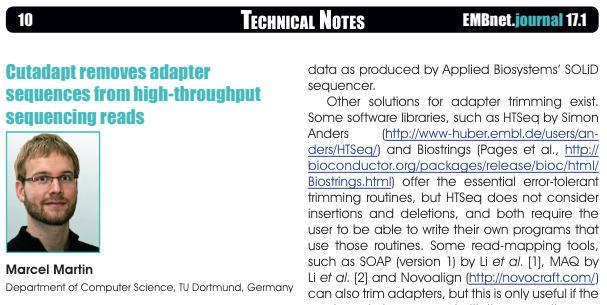 10
TECHNICAL NOTES
EMBnet.journal 17.1
Cutadapt removes adapter
sequences from high-throughput
sequencing reads
Marcel Martin
Department of Computer Science, TU Dortmund, Germany
data as produced by Applied Biosystems’ SOLiD
sequencer.
Other solutions for adapter trimming exist.
Some software libraries, such as HTSeq by Simon
Anders (http://www-huber.embl.de/users/an-
ders/HTSeq/) and Biostrings (Pages et al., http://
bioconductor.org/packages/release/bioc/html/
Biostrings.html) offer the essential error-tolerant
trimming routines, but HTSeq does not consider
insertions and deletions, and both require the
user to be able to write their own programs that
use those routines. Some read-mapping tools,
such as SOAP (version 1) by Li et al. [1], MAQ by
Li et al. [2] and Novoalign (http://novocraft.com/)
can also trim adapters, but this is only useful if the